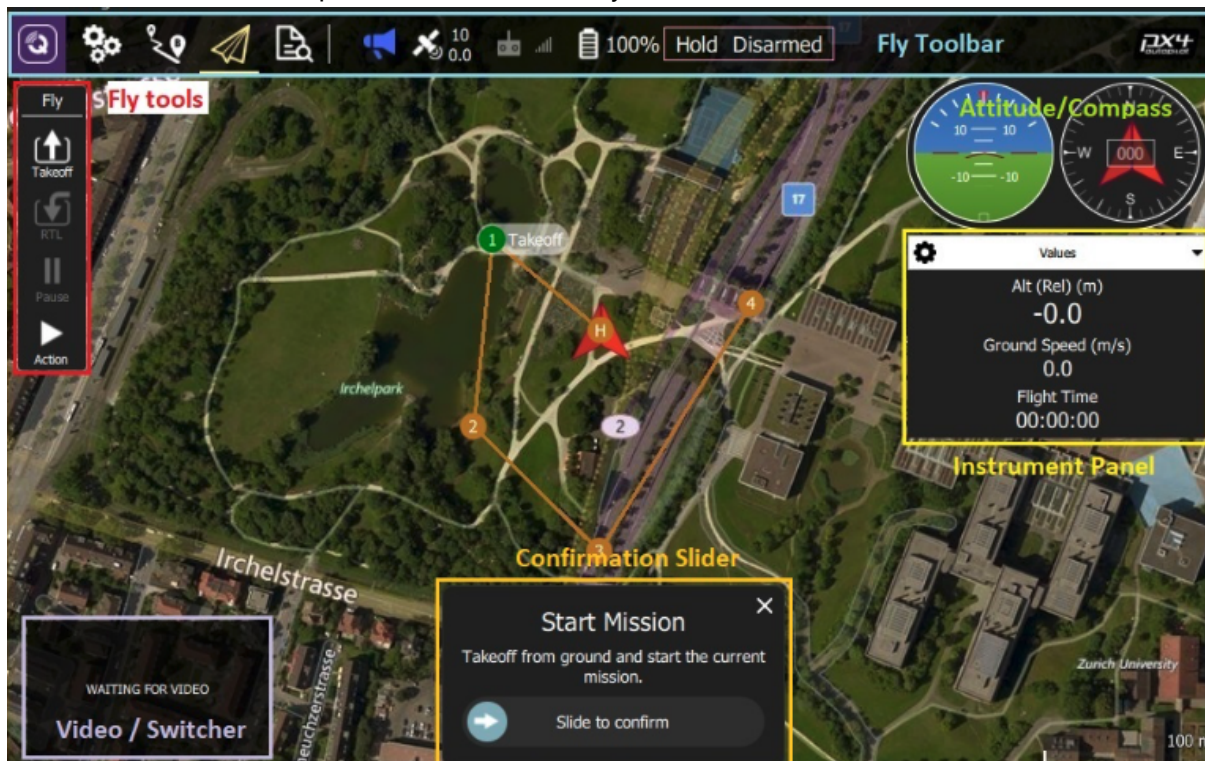 10
0.0
100%
Hold Disarmed
17
Fly Toolbar
PX4
AUTOPILOT
Fly
Fly tools
Takeoff
RTL
Pause
Action
Attitude/Compass
10 10
-10 -10
W 000 E
S
17
1 Takeoff
H
4
Irchelpark
2
2
3
Values
Alt (Rel) (m)
-0.0
Ground Speed (m/s)
0.0
Flight Time
00:00:00
Instrument Panel
Confirmation Slider
Irchelstrasse
Start Mission
Takeoff from ground and start the current
mission.
Slide to confirm
WAITING FOR VIDEO
Video / Switcher
Zurich University
100 m